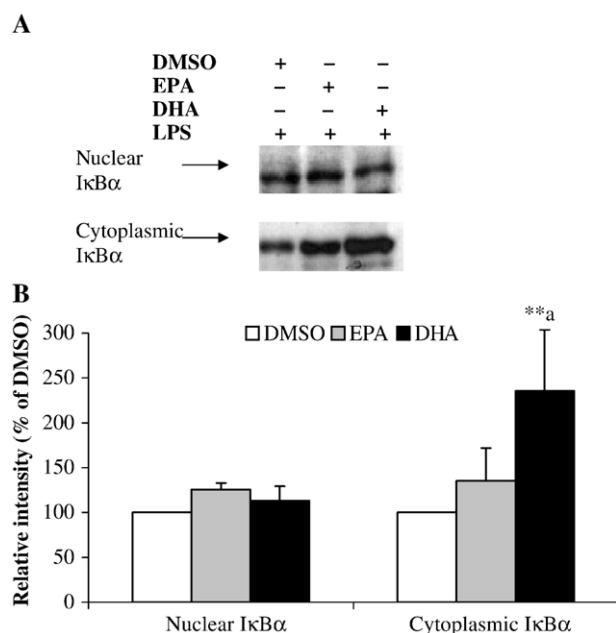 A
DMSO + – –
EPA – + –
DHA – – +
LPS + + +
Nuclear
IκBα
Cytoplasmic
IκBα
B
Relative intensity (% of DMSO)
300
250
200
150
100
50
0
DMSO EPA DHA
**a
Nuclear IκBα Cytoplasmic IκBα